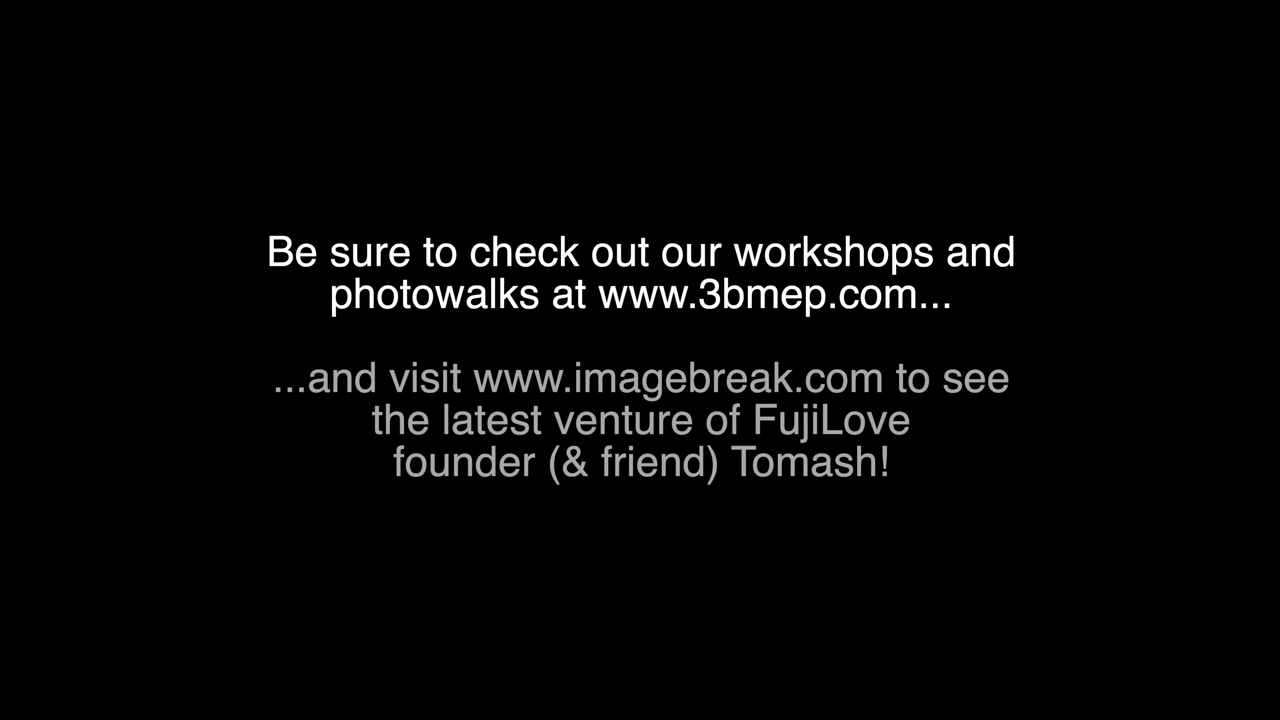 Be sure to check out our workshops and
photowalks at www.3bmep.com...
...and visit www.imagebreak.com to see
the latest venture of FujiLove
founder (& friend) Tomash!